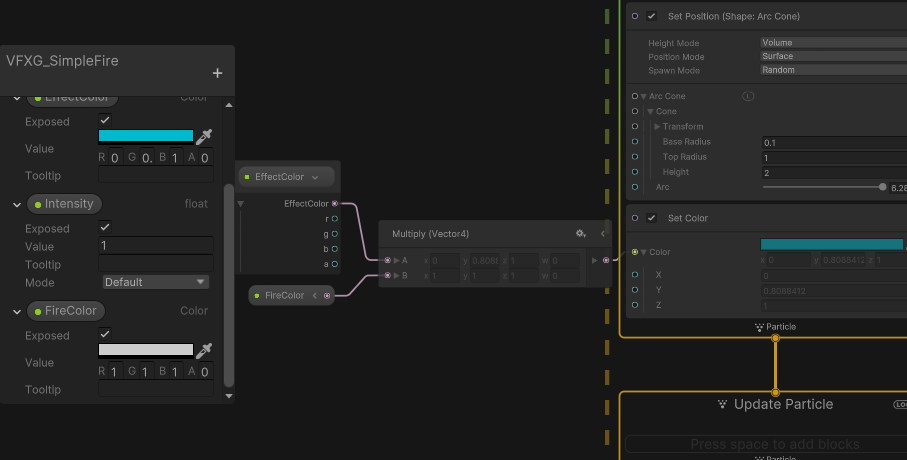 VFXG_SimpleFire
+
EffectColor Color
Exposed
Value
R 0 G 0. B 1 A 0
Tooltip
Intensity float
Exposed
Value 1
Tooltip
Mode Default
FireColor Color
Exposed
Value
R 1 G 1 B 1 A 0
Tooltip
EffectColor
EffectColor
r
g
b
a
FireColor
Multiply (Vector4)
A x 0 y 0.8088 z 1 w 0
B x 1 y 1 z 1 w 0
Set Position (Shape: Arc Cone)
Height Mode Volume
Position Mode Surface
Spawn Mode Random
Arc Cone L
Cone
Transform
Base Radius 0.1
Top Radius 1
Height 2
Arc 6.28
Set Color
Color
x 0 y 0.8088412 z 1
X 0
Y 0.8088412
Z 1
Particle
Update Particle
Press space to add blocks
Particle